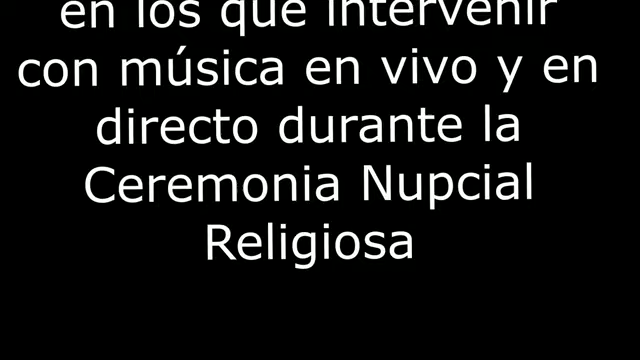 en los que intervenir
con música en vivo y en
directo durante la
Ceremonia Nupcial
Religiosa